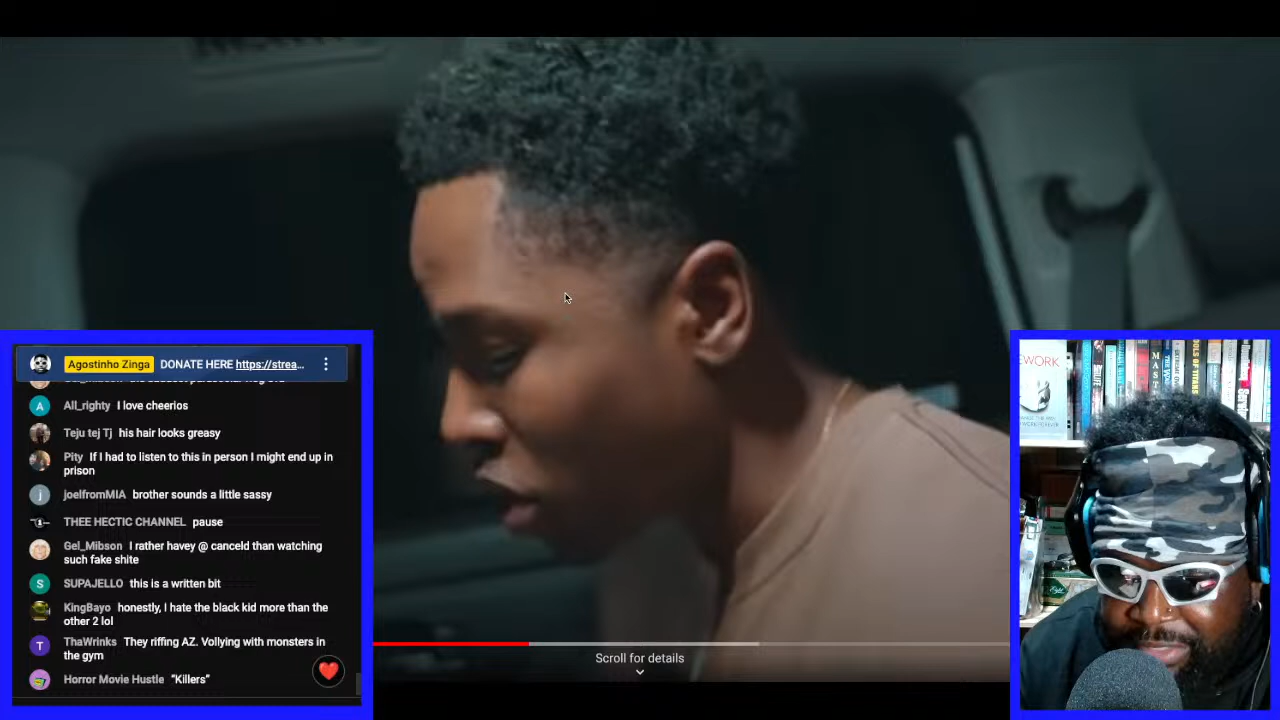 Agostinho Zinga DONATE HERE https://strea...
All_righty I love cheerios
Teju tej Tj his hair looks greasy
Pity If I had to listen to this in person I might end up in
prison
joelfromMIA brother sounds a little sassy
THEE HECTIC CHANNEL pause
Gel_Mibson I rather havey @ canceld than watching
such fake shite
SUPAJELLO this is a written bit
KingBayo honestly, I hate the black kid more than the
other 2 lol
ThaWrinks They riffing AZ. Vollying with monsters in
the gym
Horror Movie Hustle “Killers”
Scroll for details
EWORK
MAST
OLS OF TITANS